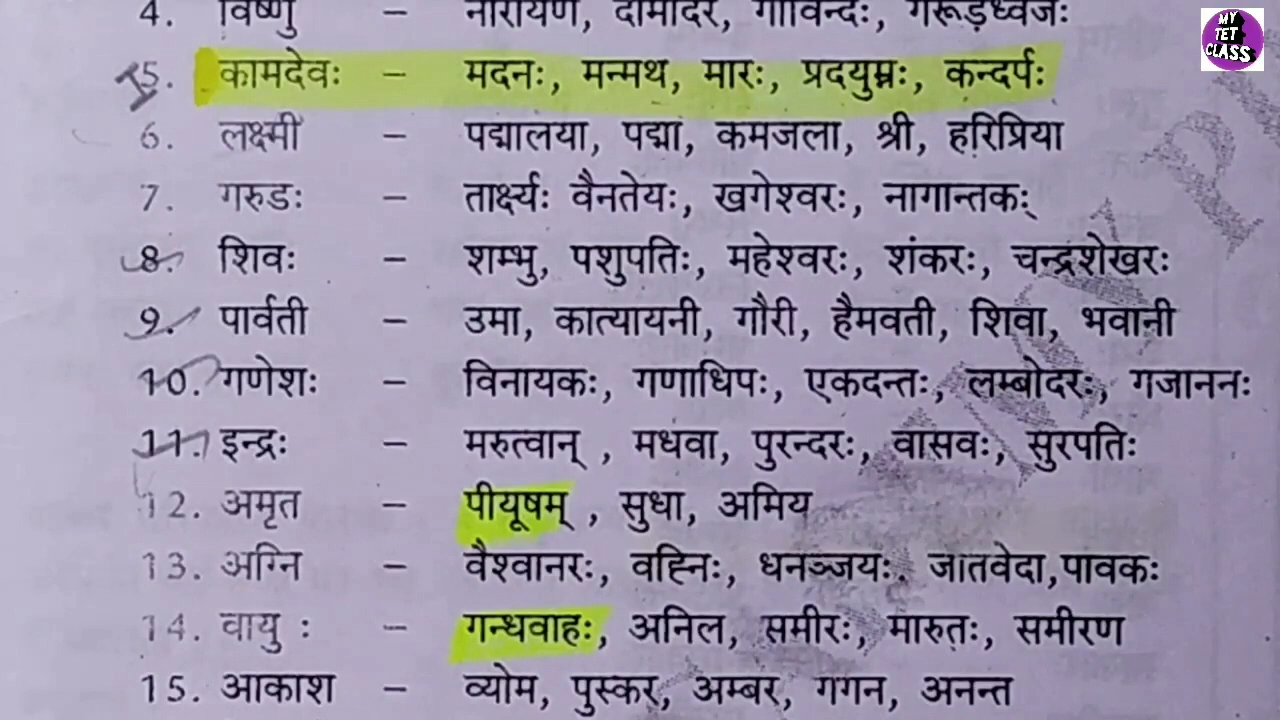 4. विष्णु – नारायण, दामोदर, गोविन्दः, गरूड़ध्वजः
MY
TET
CLASS
5. कामदेवः – मदनः, मन्मथ, मारः, प्रदयुम्नः, कन्दर्पः
6. लक्ष्मी – पद्मालया, पद्मा, कमजला, श्री, हरिप्रिया
7. गरुडः – तार्क्ष्यः वैनतेयः, खगेश्वरः, नागान्तकः
8. शिवः – शम्भु, पशुपतिः, महेश्वरः, शंकरः, चन्द्रशेखरः
9. पार्वती – उमा, कात्यायनी, गौरी, हैमवती, शिवा, भवानी
10. गणेशः – विनायकः, गणाधिपः, एकदन्तः, लम्बोदरः, गजाननः
11. इन्द्रः – मरुत्वान् , मधवा, पुरन्दरः, वासवः, सुरपतिः
12. अमृत – पीयूषम् , सुधा, अमिय
13. अग्नि – वैश्वानरः, वह्निः, धनञ्जयः, जातवेदा,पावकः
14. वायु : – गन्धवाहः, अनिल, समीरः, मारुतः, समीरण
15. आकाश – व्योम, पुस्कर, अम्बर, गगन, अनन्त